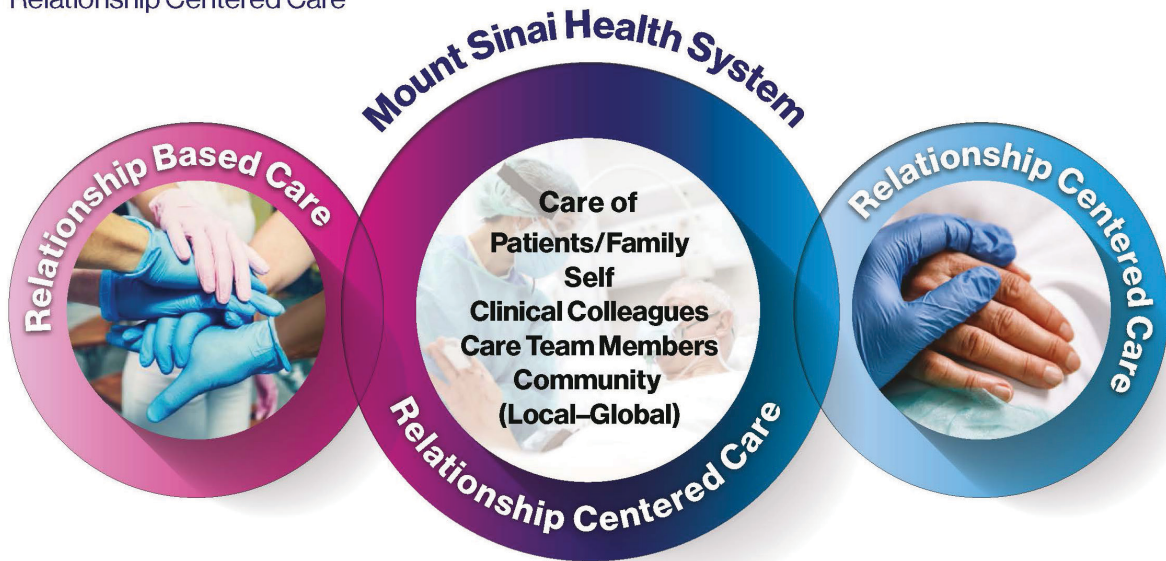 Relationship Centered Care
Mount Sinai Health System
Relationship Based Care
Care of
Patients/Family
Self
Clinical Colleagues
Care Team Members
Community
(Local–Global)
Relationship Centered Care
Relationship Centered Care